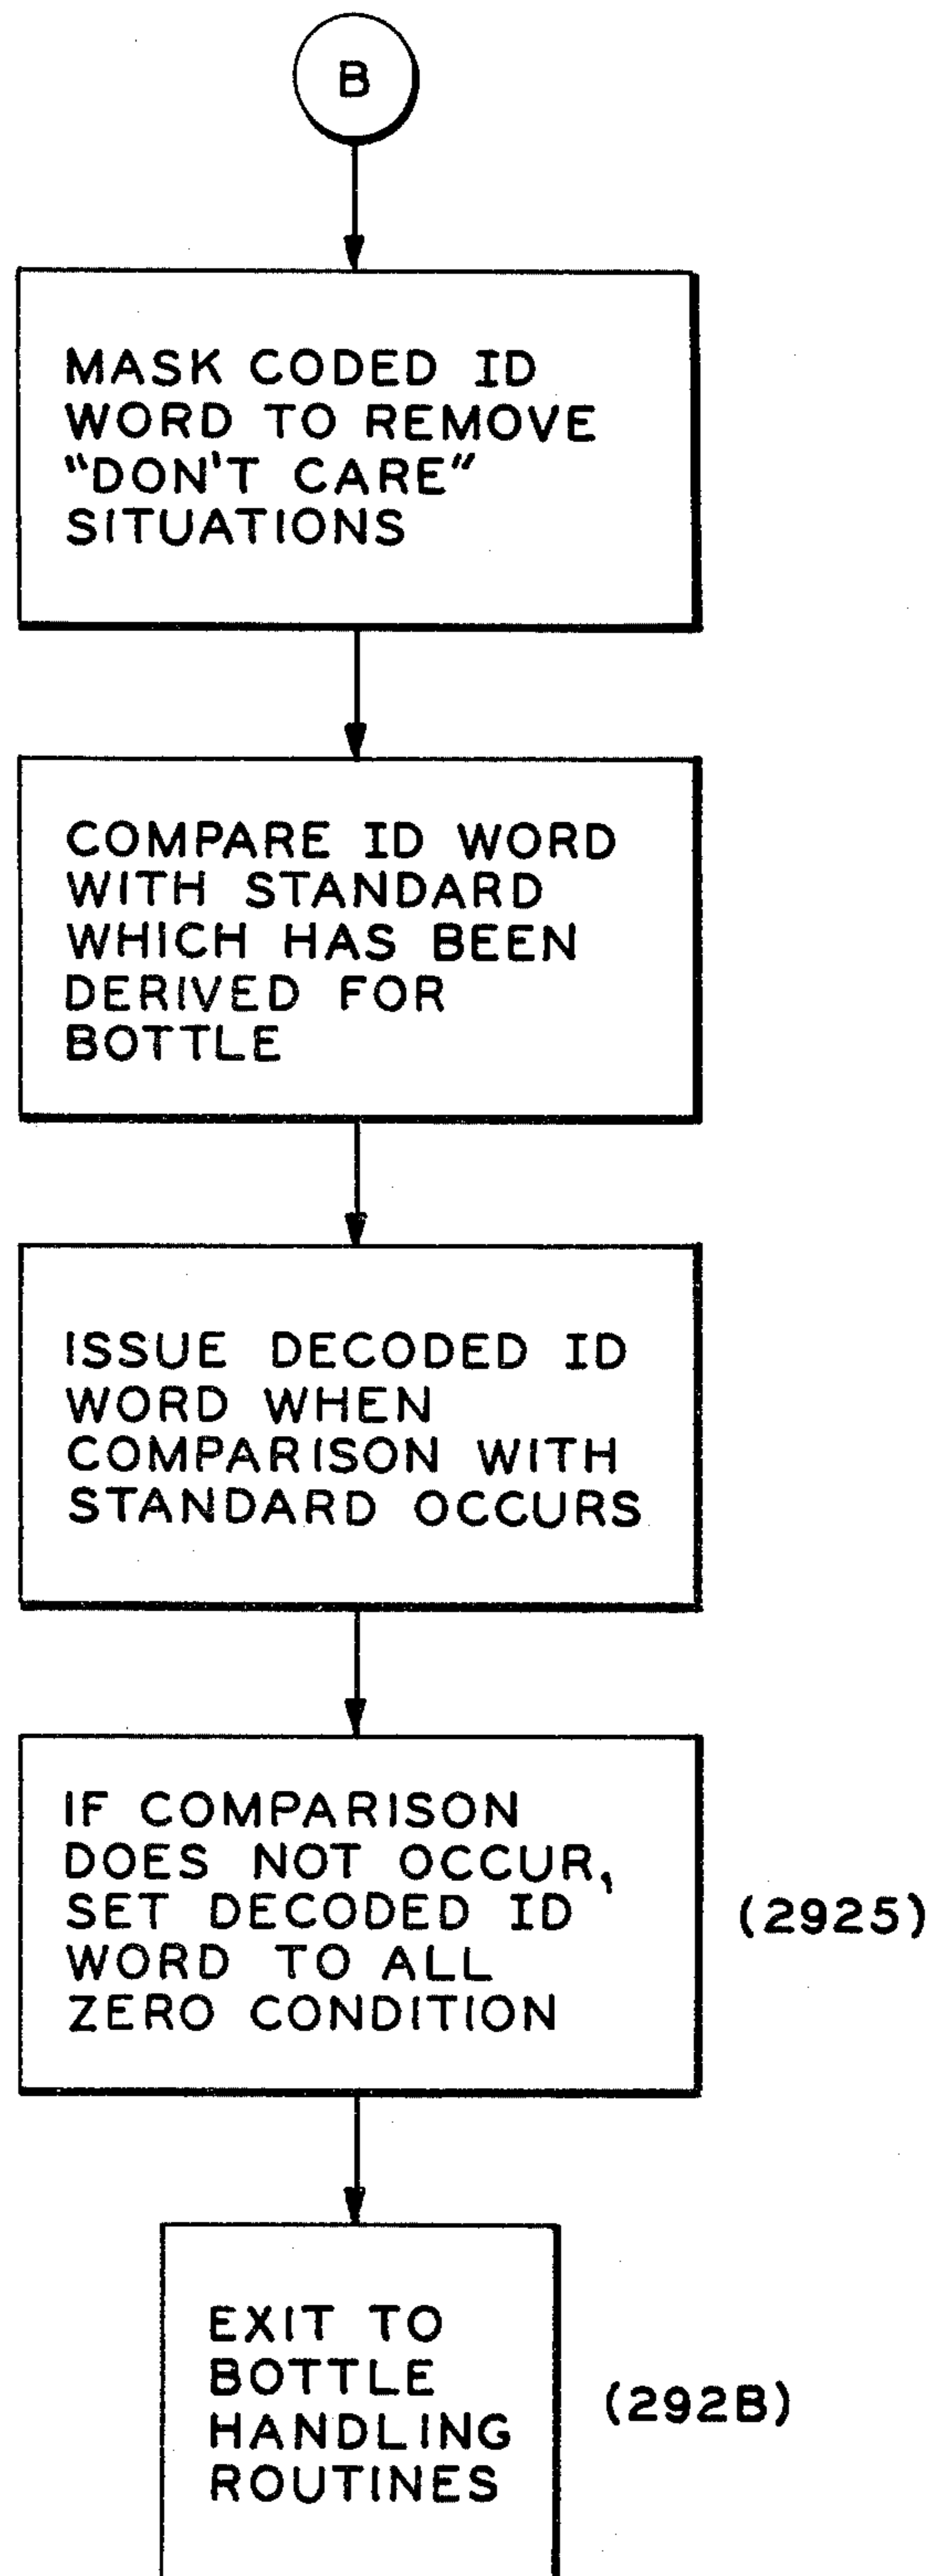 B
MASK CODED ID
WORD TO REMOVE
"DON'T CARE"
SITUATIONS
COMPARE ID WORD
WITH STANDARD
WHICH HAS BEEN
DERIVED FOR
BOTTLE
ISSUE DECODED ID
WORD WHEN
COMPARISON WITH
STANDARD OCCURS
IF COMPARISON
DOES NOT OCCUR,
SET DECODED ID
WORD TO ALL
ZERO CONDITION
(2925)
EXIT TO
BOTTLE
HANDLING
ROUTINES
(292B)